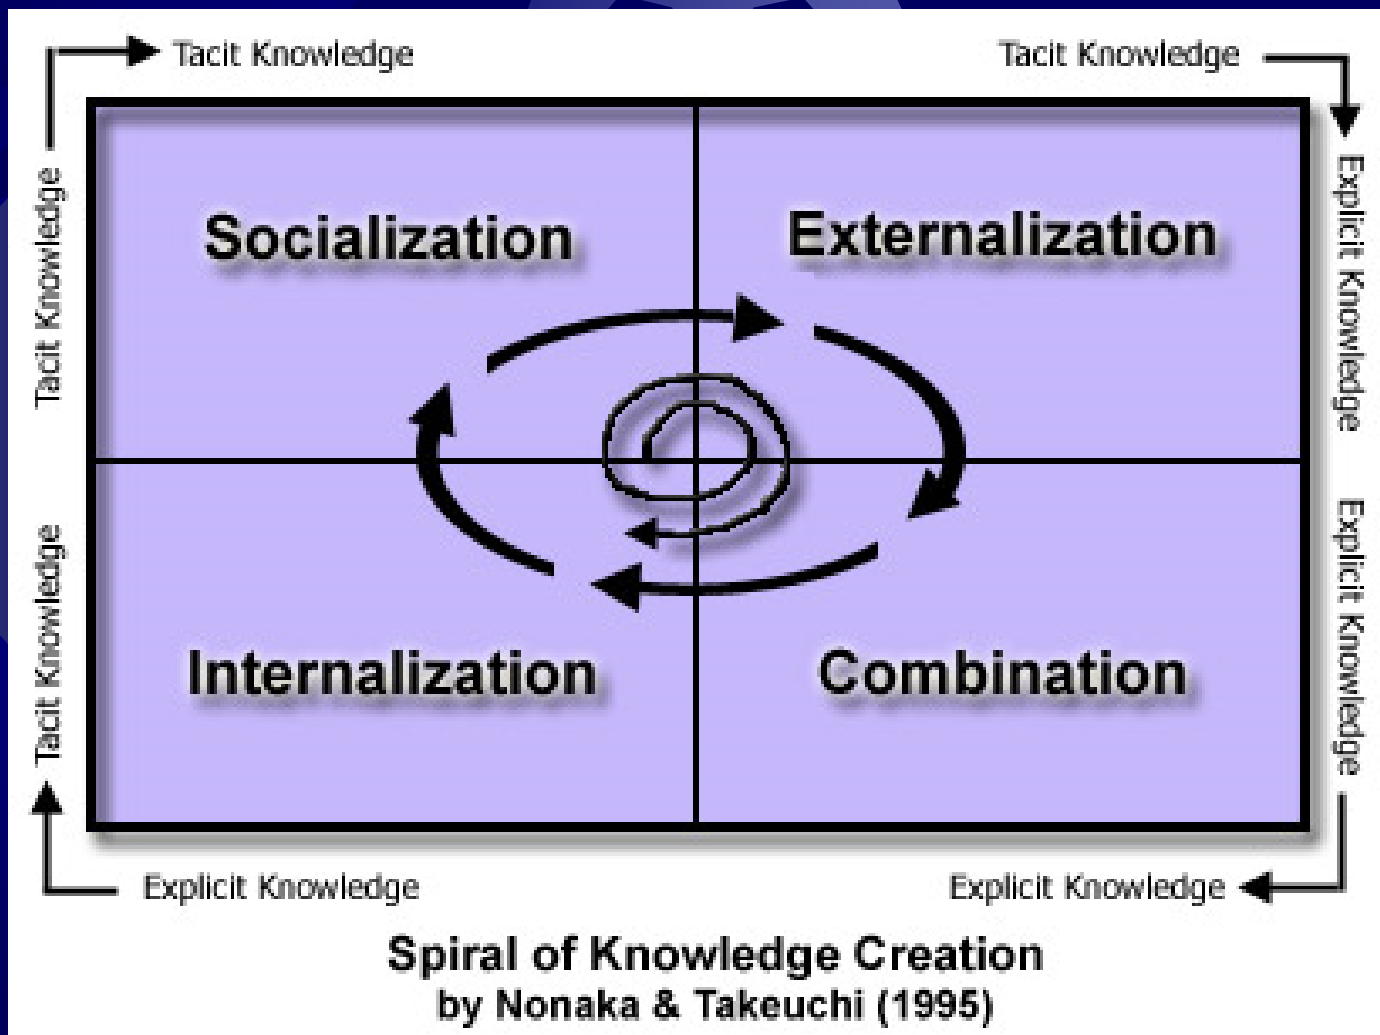 Tacit Knowledge
Tacit Knowledge
Tacit Knowledge
Explicit Knowledge
Socialization
Externalization
Tacit Knowledge
Explicit Knowledge
Internalization
Combination
Explicit Knowledge
Explicit Knowledge
Spiral of Knowledge Creation
by Nonaka & Takeuchi (1995)